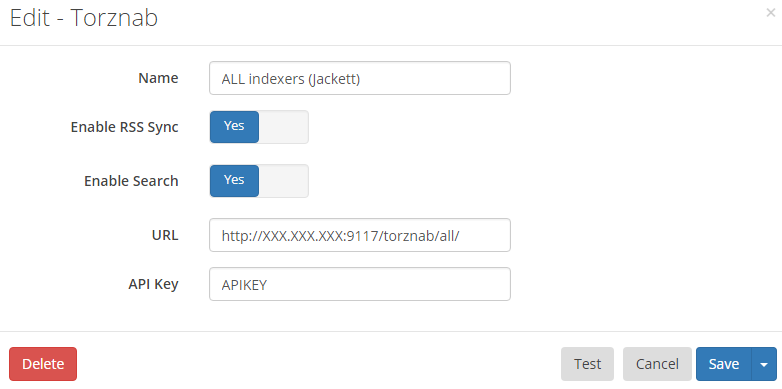 Edit - Torznab
×
Name
ALL indexers (Jackett)
Enable RSS Sync
Yes
Enable Search
Yes
URL
http://XXX.XXX.XXX:9117/torznab/all/
API Key
APIKEY
Delete
Test
Cancel
Save